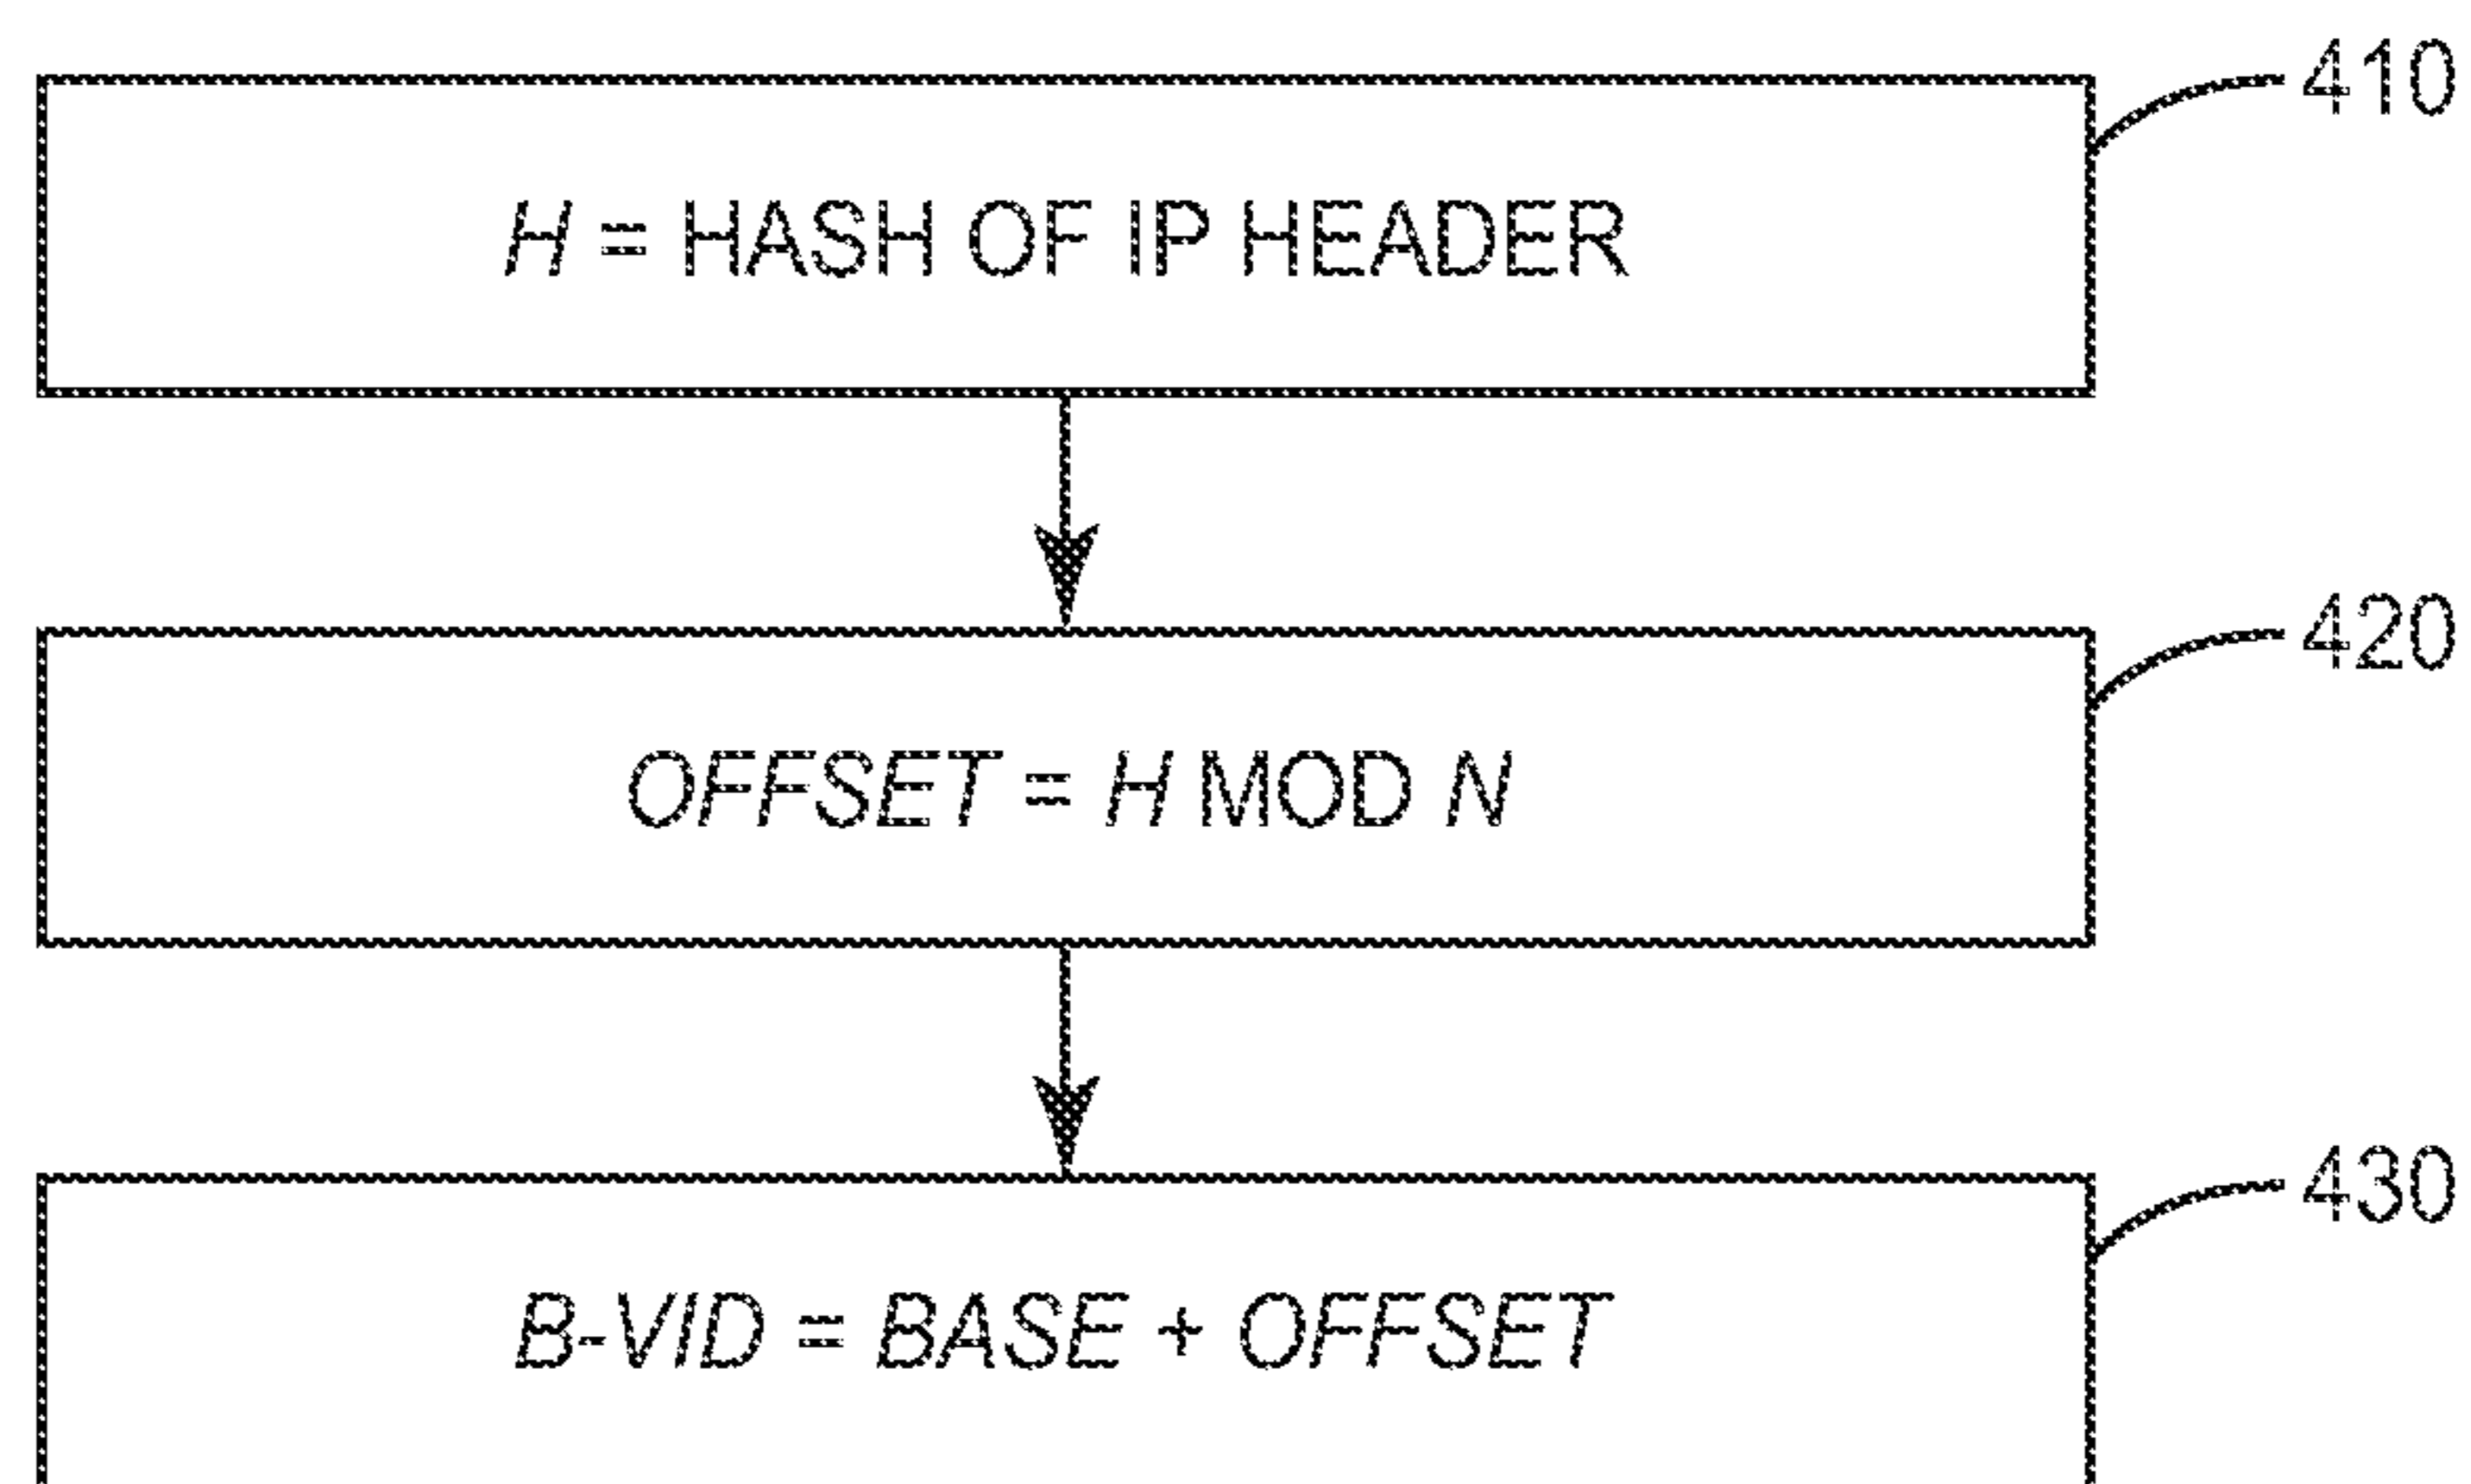 410
H = HASH OF IP HEADER
420
OFFSET = H MOD N
430
B-VID = BASE + OFFSET